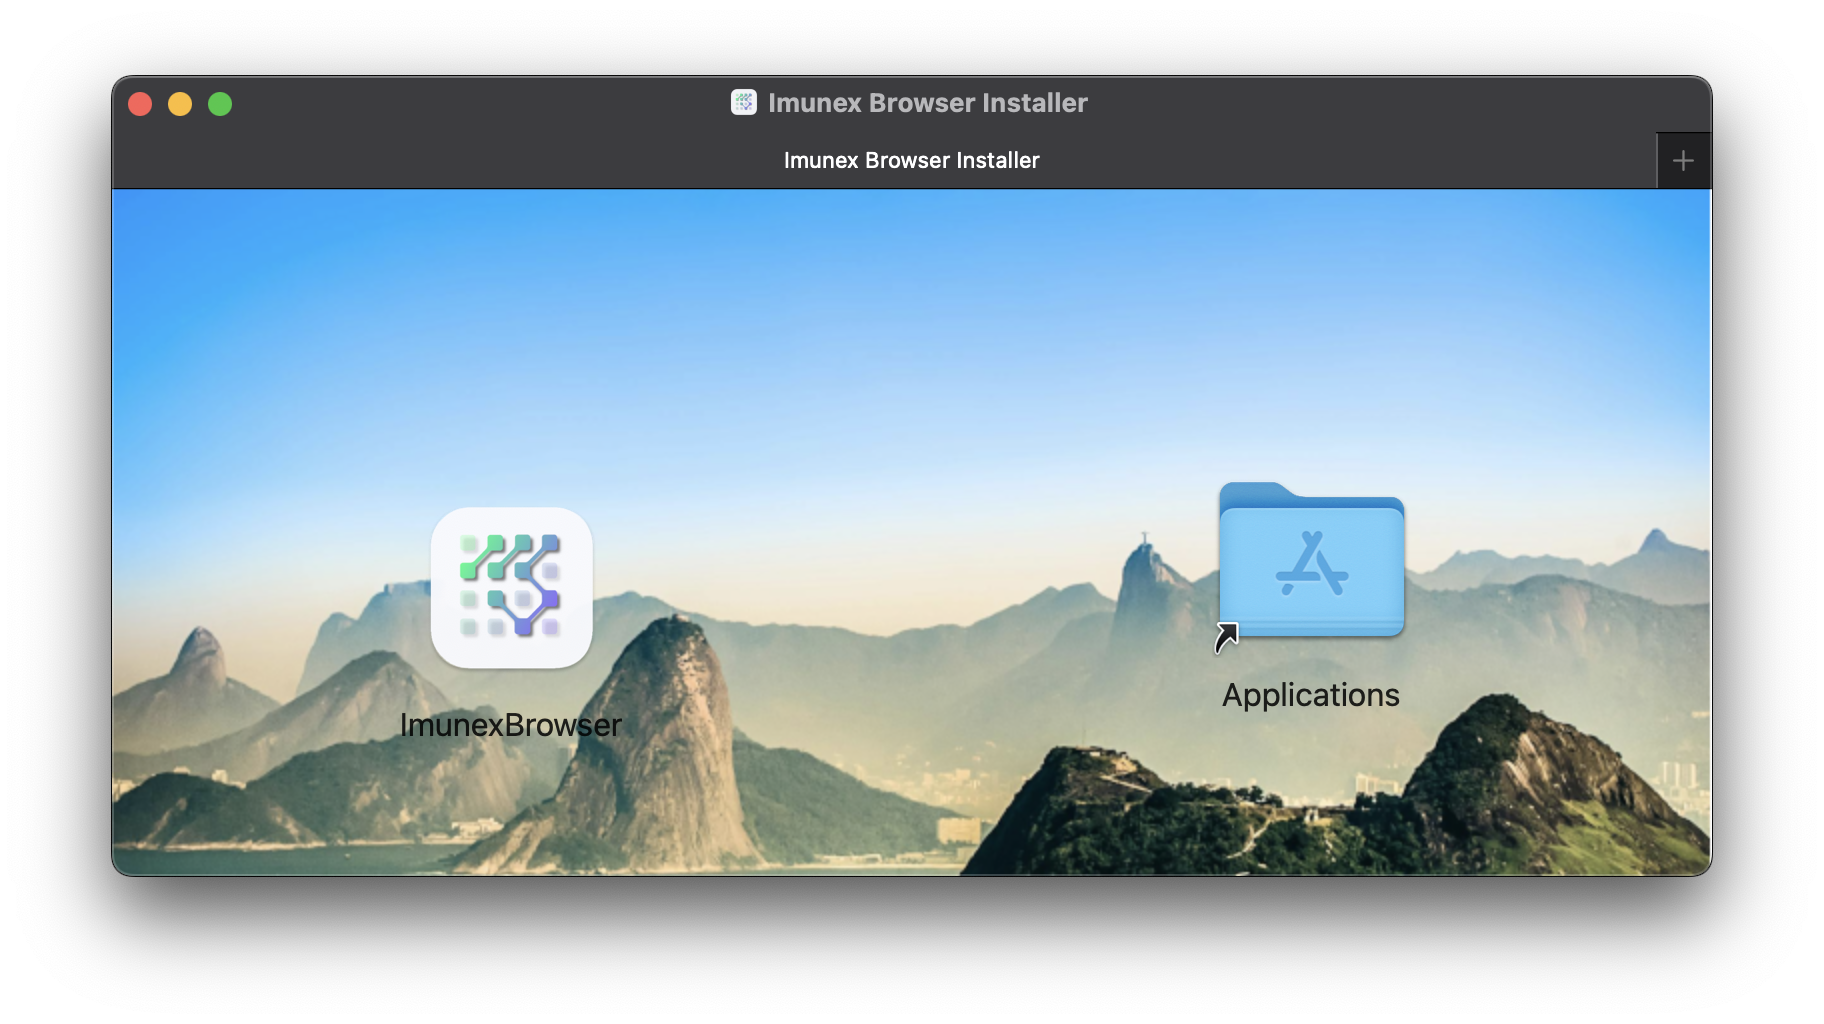 Imunex Browser Installer
Imunex Browser Installer
ImunexBrowser
Applications